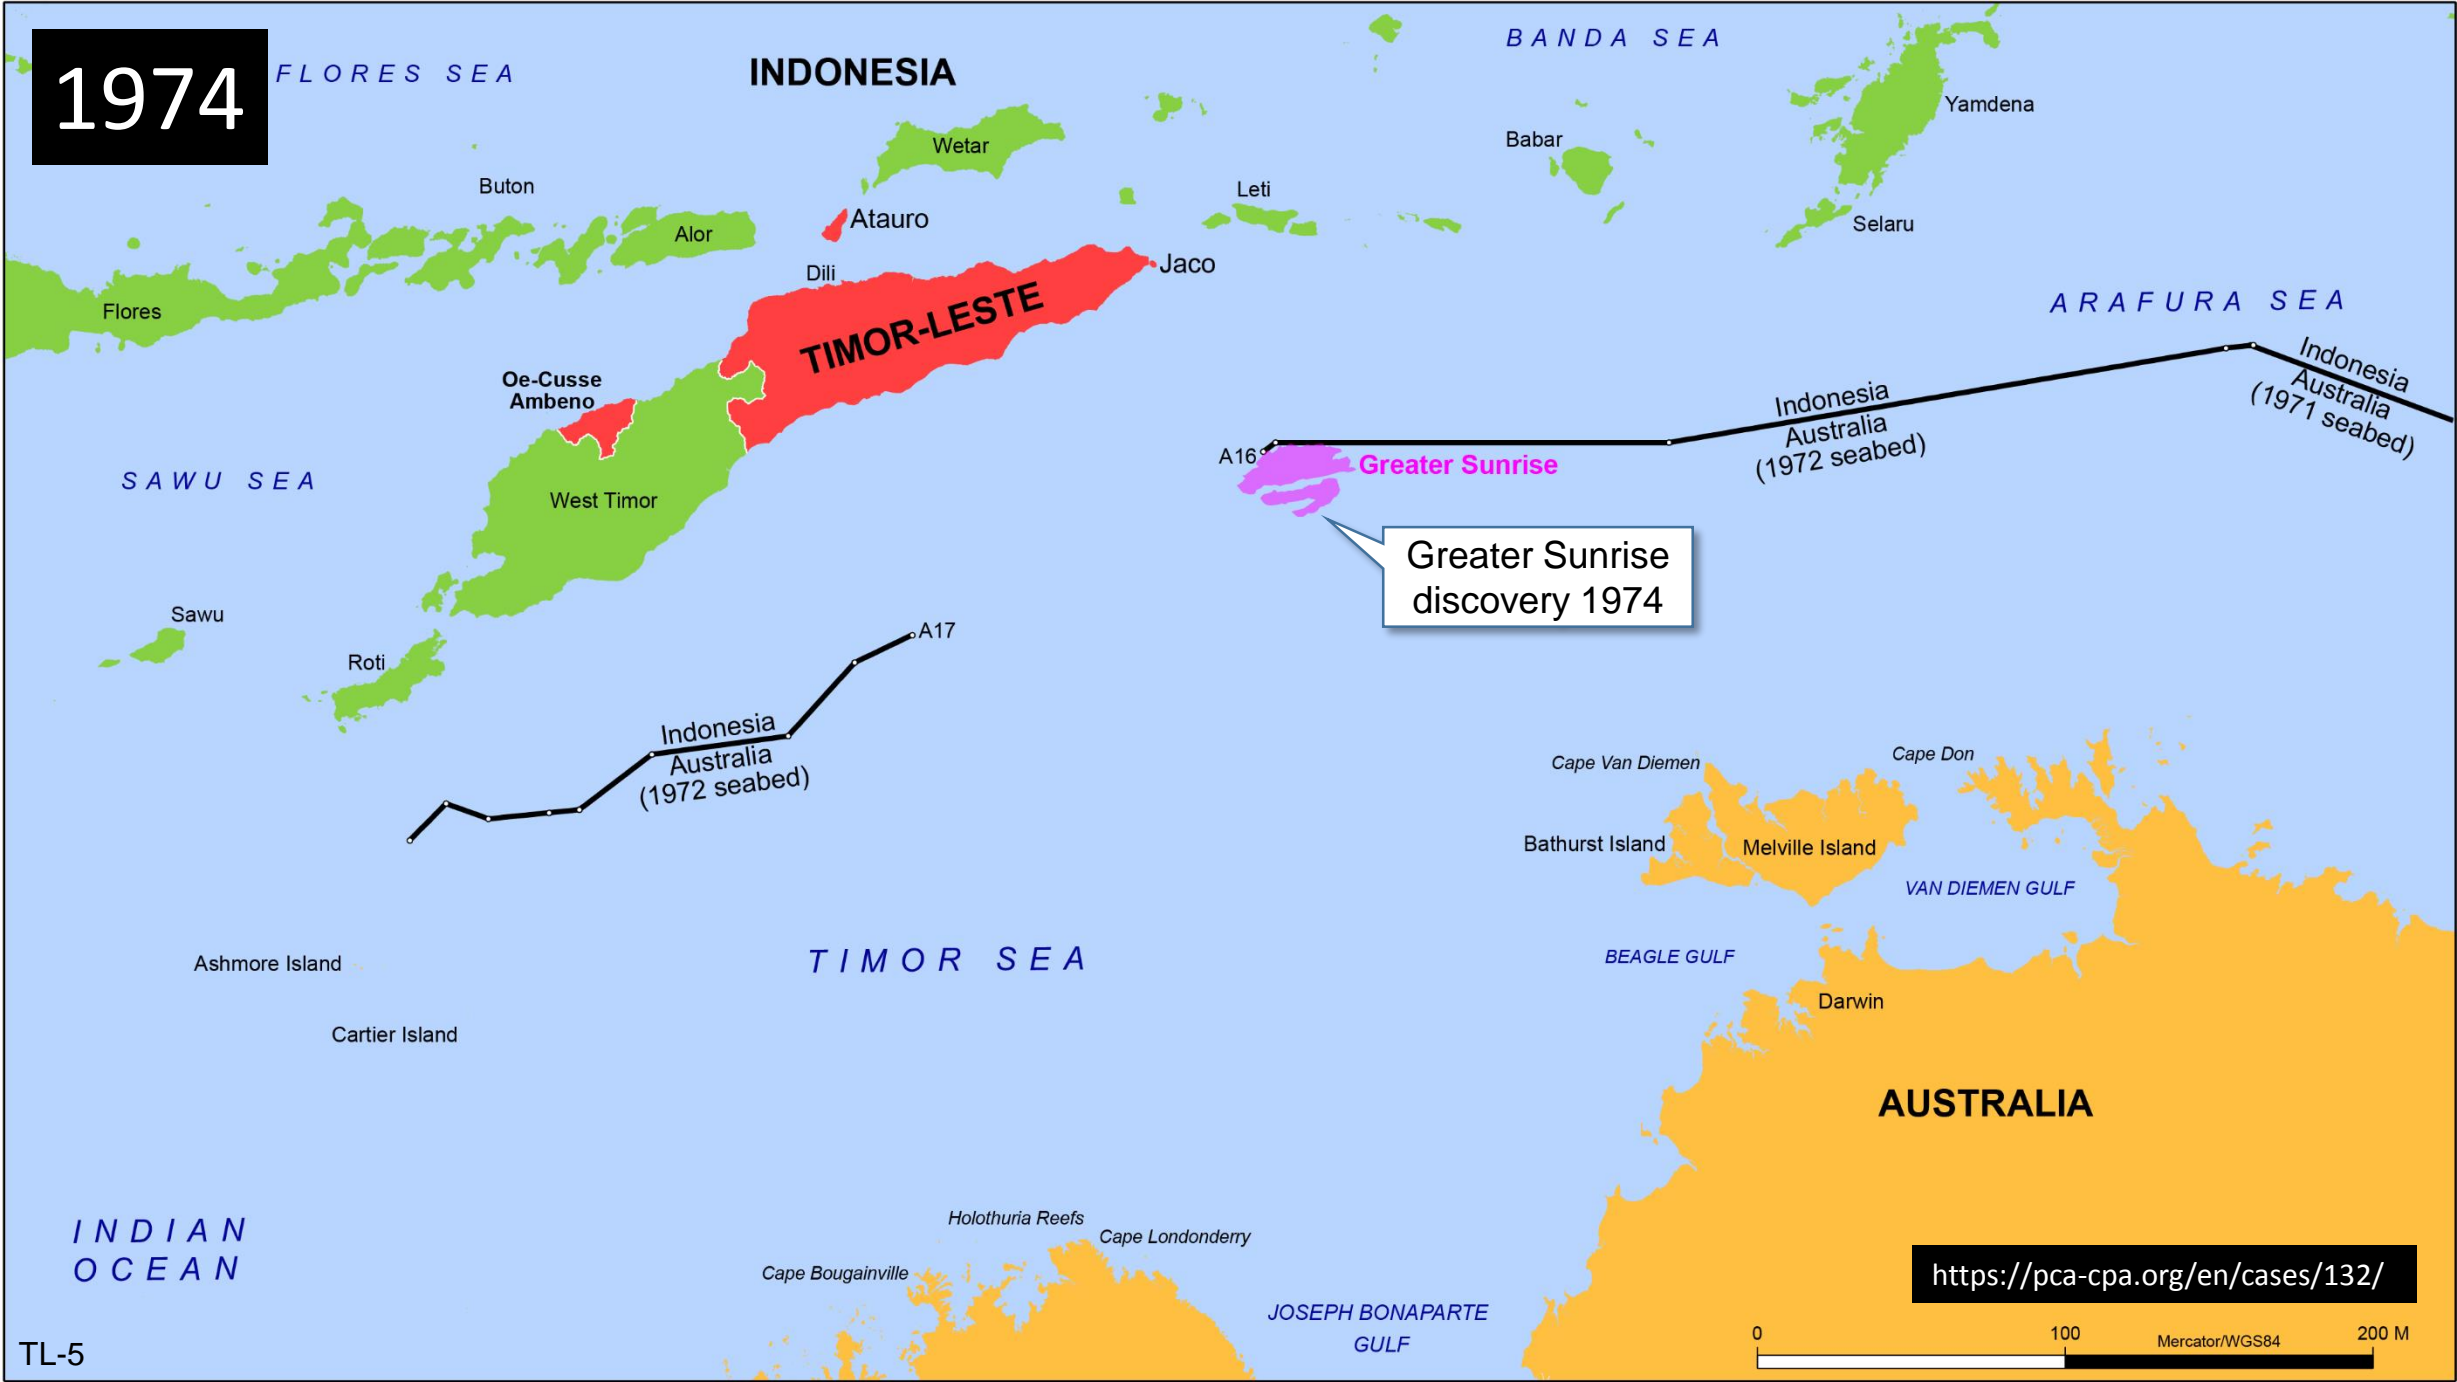 1974
FLORES SEA
INDONESIA
BANDA SEA
Yamdena
Wetar
Babar
Buton
Leti
Atauro
Alor
Selaru
Jaco
Dili
Flores
TIMOR-LESTE
ARAFURA SEA
Indonesia
Australia
(1971 seabed)
Oe-Cusse
Ambeno
Indonesia
Australia
(1972 seabed)
A16
Greater Sunrise
SAWU SEA
West Timor
Greater Sunrise
discovery 1974
Sawu
A17
Roti
Indonesia
Australia
(1972 seabed)
Cape Van Diemen
Cape Don
Bathurst Island
Melville Island
VAN DIEMEN GULF
TIMOR SEA
BEAGLE GULF
Ashmore Island
Darwin
Cartier Island
AUSTRALIA
INDIAN
OCEAN
Holothuria Reefs
Cape Londonderry
Cape Bougainville
https://pca-cpa.org/en/cases/132/
JOSEPH BONAPARTE
GULF
0 100 200 M
Mercator/WGS84
TL-5